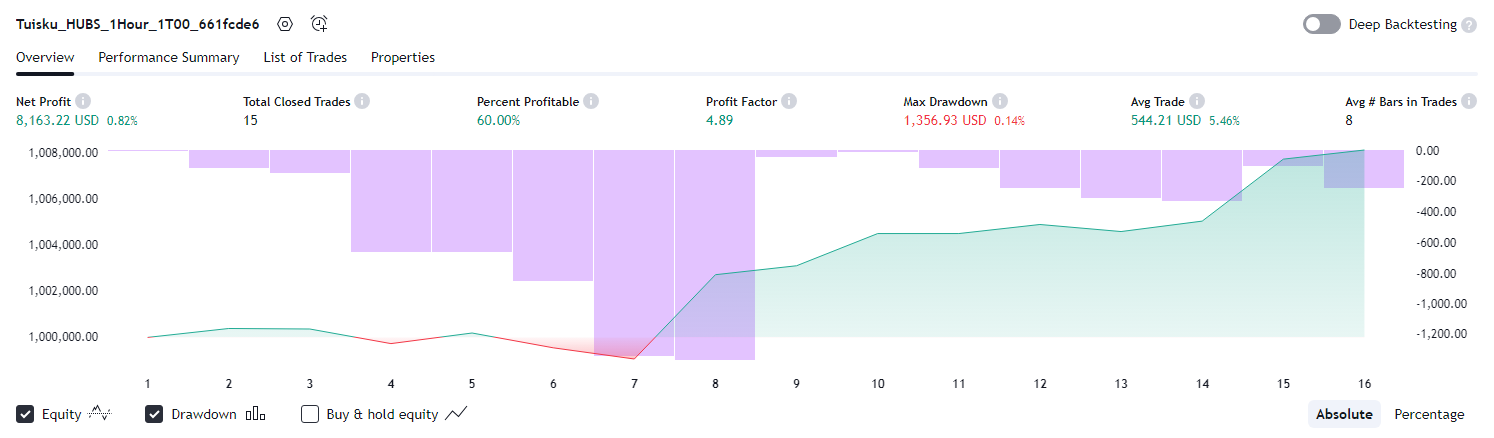 Tuisku_HUBS_1Hour_1T00_661fcde6 Deep Backtesting ?
Overview Performance Summary List of Trades Properties
Net Profit i Total Closed Trades i Percent Profitable i Profit Factor i Max Drawdown i Avg Trade i Avg # Bars in Trades i
8,163.22 USD 0.82% 15 60.00% 4.89 1,356.93 USD 0.14% 544.21 USD 5.46% 8
1,008,000.00 0.00
-200.00
1,006,000.00 -400.00
1,004,000.00 -600.00
-800.00
1,002,000.00 -1,000.00
1,000,000.00 -1,200.00
1 2 3 4 5 6 7 8 9 10 11 12 13 14 15 16
Equity Drawdown Buy & hold equity Absolute Percentage